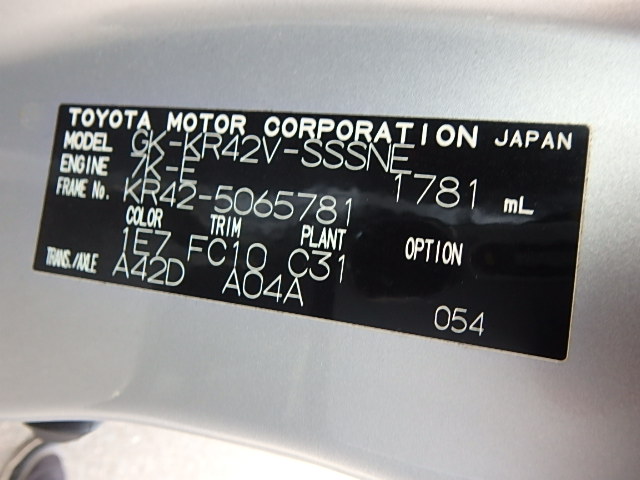 TOYOTA MOTOR CORPORATION JAPAN
MODEL GK-KR42V-SSSNE
ENGINE 7K-E 1781 mL
FRAME No. KR42-5065781
COLOR TRIM PLANT OPTION
1E7 FC10 C31
TRANS./AXLE A42D A04A 054